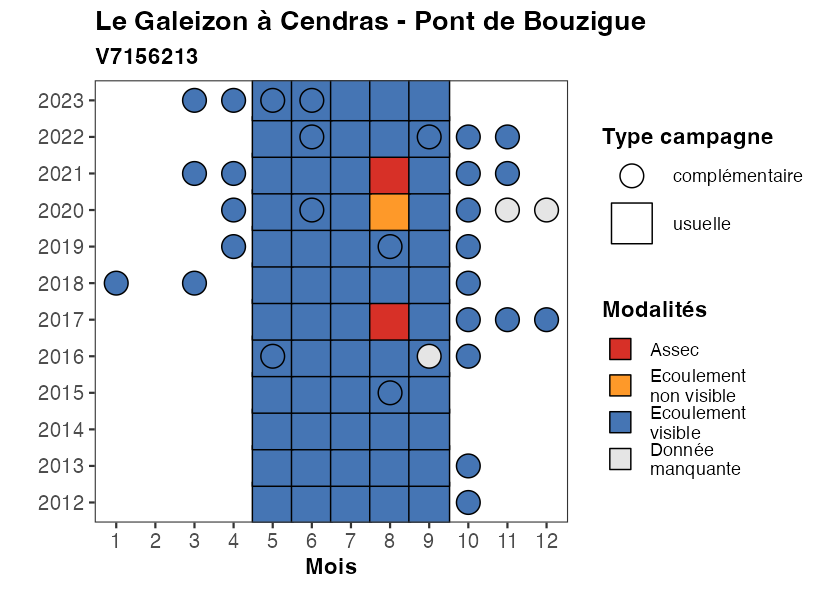 Le Galeizon à Cendras - Pont de Bouzigue
V7156213
2023
2022
2021
2020
2019
2018
2017
2016
2015
2014
2013
2012
1 2 3 4 5 6 7 8 9 10 11 12
Mois
Type campagne
complémentaire
usuelle
Modalités
Assec
Ecoulement
non visible
Ecoulement
visible
Donnée
manquante